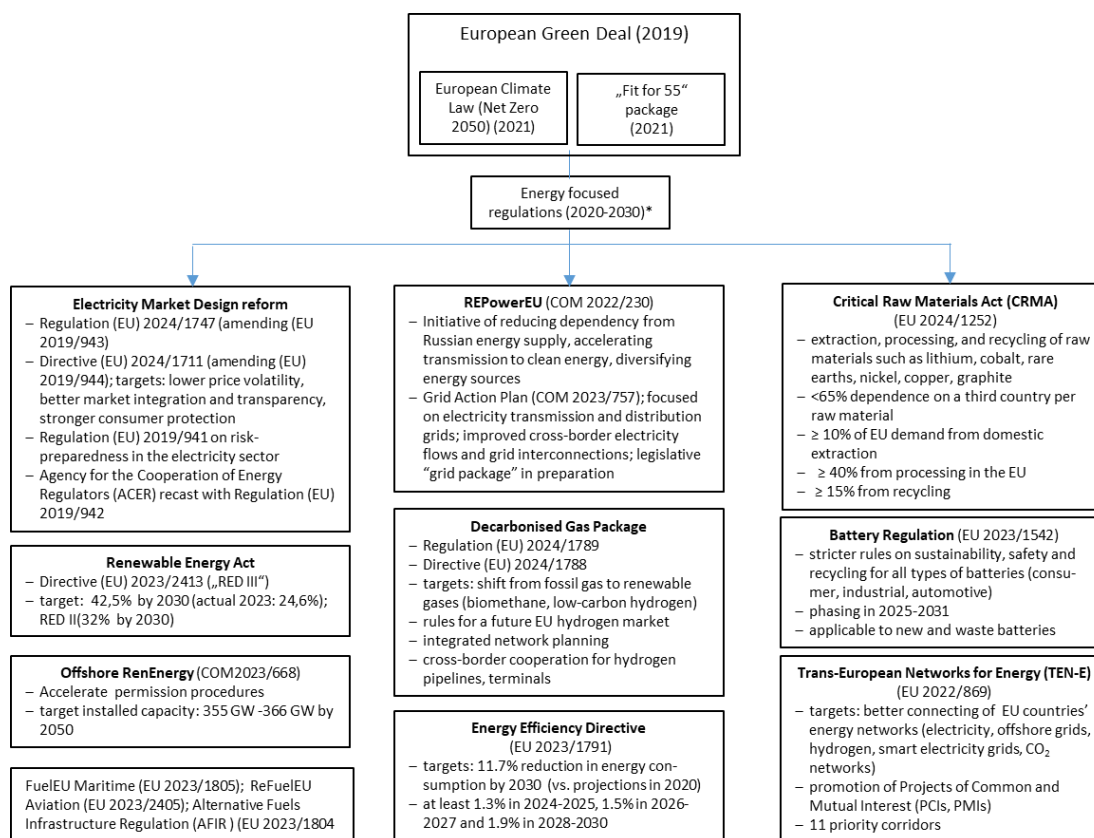 European Green Deal (2019)
European Climate
Law (Net Zero
2050) (2021)
„Fit for 55“
package
(2021)
Energy focused
regulations (2020-2030)*
Electricity Market Design reform
– Regulation (EU) 2024/1747 (amending (EU
2019/943)
– Directive (EU) 2024/1711 (amending (EU)
2019/944); targets: lower price volatility,
better market integration and transparency,
stronger consumer protection
– Regulation (EU) 2019/941 on risk-
preparedness in the electricity sector
– Agency for the Cooperation of Energy
Regulators (ACER) recast with Regulation (EU)
2019/942
Renewable Energy Act
– Directive (EU) 2023/2413 („RED III“)
– target: 42,5% by 2030 (actual 2023: 24,6%);
RED II(32% by 2030)
Offshore RenEnergy (COM2023/668)
– Accelerate permission procedures
– target installed capacity: 355 GW -366 GW by
2050
FuelEU Maritime (EU 2023/1805); ReFuelEU
Aviation (EU 2023/2405); Alternative Fuels
Infrastructure Regulation (AFIR ) (EU 2023/1804
REPowerEU (COM 2022/230)
– Initiative of reducing dependency from
Russian energy supply, accelerating
transmission to clean energy, diversifying
energy sources
– Grid Action Plan (COM 2023/757); focused
on electricity transmission and distribution
grids; improved cross-border electricity
flows and grid interconnections; legislative
“grid package” in preparation
Decarbonised Gas Package
– Regulation (EU) 2024/1789
– Directive (EU) 2024/1788
– targets: shift from fossil gas to renewable
gases (biomethane, low-carbon hydrogen)
– rules for a future EU hydrogen market
– integrated network planning
– cross-border cooperation for hydrogen
pipelines, terminals
Energy Efficiency Directive
(EU 2023/1791)
– targets: 11.7% reduction in energy con-
sumption by 2030 (vs. projections in 2020)
– at least 1.3% in 2024-2025, 1.5% in 2026-
2027 and 1.9% in 2028-2030
Critical Raw Materials Act (CRMA)
(EU 2024/1252)
– extraction, processing, and recycling of raw
materials such as lithium, cobalt, rare
earths, nickel, copper, graphite
– <65% dependence on a third country per
raw material
– ≥ 10% of EU demand from domestic
extraction
– ≥ 40% from processing in the EU
– ≥ 15% from recycling
Battery Regulation (EU 2023/1542)
– stricter rules on sustainability, safety and
recycling for all types of batteries (consu-
mer, industrial, automotive)
– phasing in 2025-2031
– applicable to new and waste batteries
Trans-European Networks for Energy (TEN-E)
(EU 2022/869)
– targets: better connecting of EU countries’
energy networks (electricity, offshore grids,
hydrogen, smart electricity grids, CO₂
networks)
– promotion of Projects of Common and
Mutual Interest (PCIs, PMIs)
– 11 priority corridors